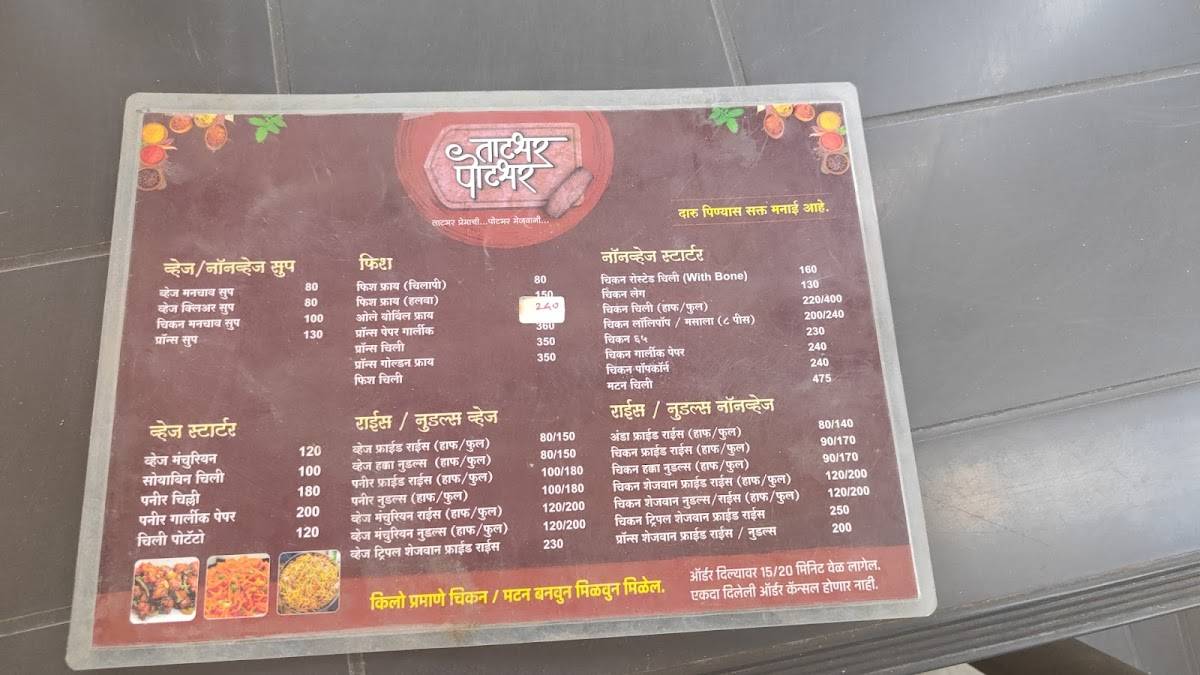 ताटभर
पोटभर
ताटभर प्रेमाची...पोटभर मेजवानी...
दारु पिण्यास सक्त मनाई आहे.
व्हेज/नॉनव्हेज सुप
व्हेज मनचाव सुप 80
व्हेज क्लिअर सुप 80
चिकन मनचाव सुप 100
प्रॉन्स सुप 130
फिश
फिश फ्राय (चिलापी) 80
फिश फ्राय (हलवा) 150
ओले बोंबिल फ्राय 240
प्रॉन्स पेपर गार्लीक 360
प्रॉन्स चिली 350
प्रॉन्स गोल्डन फ्राय 350
फिश चिली
नॉनव्हेज स्टार्टर
चिकन रोस्टेड चिली (With Bone) 160
चिकन लेग 130
चिकन चिली (हाफ/फुल) 220/400
चिकन लॉलिपॉप / मसाला (८ पीस) 200/240
चिकन ६५ 230
चिकन गार्लीक पेपर 240
चिकन पॉपकॉर्न 240
मटन चिली 475
व्हेज स्टार्टर
व्हेज मंचुरियन 120
सोयाबिन चिली 100
पनीर चिल्ली 180
पनीर गार्लीक पेपर 200
चिली पोटॅटो 120
राईस / नुडल्स व्हेज
व्हेज फ्राईड राईस (हाफ/फुल) 80/150
व्हेज हक्का नुडल्स (हाफ/फुल) 80/150
पनीर फ्राईड राईस (हाफ/फुल) 100/180
पनीर नुडल्स (हाफ/फुल) 100/180
व्हेज मंचुरियन राईस (हाफ/फुल) 120/200
व्हेज मंचुरियन नुडल्स (हाफ/फुल) 120/200
व्हेज ट्रिपल शेजवान फ्राईड राईस 230
राईस / नुडल्स नॉनव्हेज
अंडा फ्राईड राईस (हाफ/फुल) 80/140
चिकन फ्राईड राईस (हाफ/फुल) 90/170
चिकन हक्का नुडल्स (हाफ/फुल) 90/170
चिकन शेजवान फ्राईड राईस (हाफ/फुल) 120/200
चिकन शेजवान नुडल्स/राईस (हाफ/फुल) 120/200
चिकन ट्रिपल शेजवान फ्राईड राईस 250
प्रॉन्स शेजवान फ्राईड राईस / नुडल्स 200
किलो प्रमाणे चिकन / मटन बनवुन मिळवुन मिळेल.
ऑर्डर दिल्यावर 15/20 मिनिट वेळ लागेल.
एकदा दिलेली ऑर्डर कॅन्सल होणार नाही.